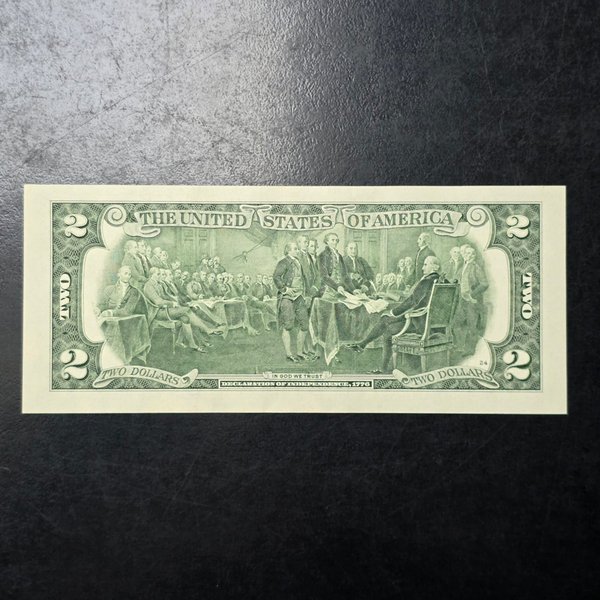 THE UNITED STATES OF AMERICA
2 2
TWO TWO
2 2
TWO DOLLARS TWO DOLLARS
24
IN GOD WE TRUST
DECLARATION OF INDEPENDENCE, 1776